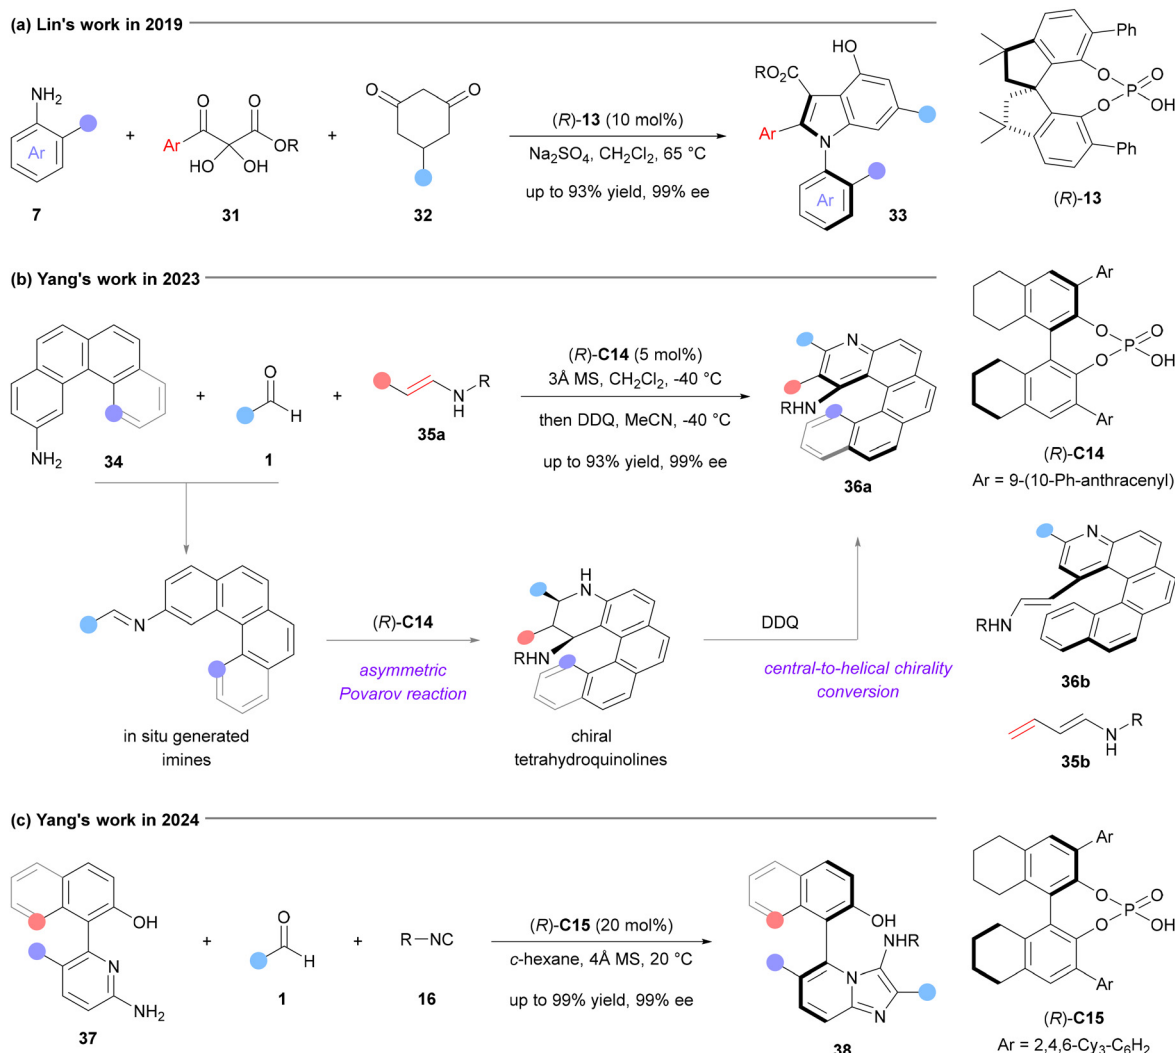 (a) Lin's work in 2019
NH2
Ar
7
+
O
O
Ar
OR
HO OH
31
+
O
O
32
(R)-13 (10 mol%)
Na2SO4, CH2Cl2, 65 °C
up to 93% yield, 99% ee
HO
RO2C
Ar
N
Ar
33
Ph
O
O
P
O
OH
Ph
(R)-13
(b) Yang's work in 2023
NH2
34
+
O
H
1
+
R
N
H
35a
(R)-C14 (5 mol%)
3Å MS, CH2Cl2, -40 °C
then DDQ, MeCN, -40 °C
up to 93% yield, 99% ee
N
RHN
36a
Ar
O
O
P
O
OH
Ar
(R)-C14
Ar = 9-(10-Ph-anthracenyl)
N
in situ generated
imines
(R)-C14
asymmetric
Povarov reaction
H
N
RHN
chiral
tetrahydroquinolines
DDQ
central-to-helical chirality
conversion
N
RHN
36b
R
N
H
35b
(c) Yang's work in 2024
OH
N
NH2
37
+
O
H
1
+
R NC
16
(R)-C15 (20 mol%)
c-hexane, 4Å MS, 20 °C
up to 99% yield, 99% ee
OH
NHR
N
N
38
Ar
O
O
P
O
OH
Ar
(R)-C15
Ar = 2,4,6-Cy3-C6H2